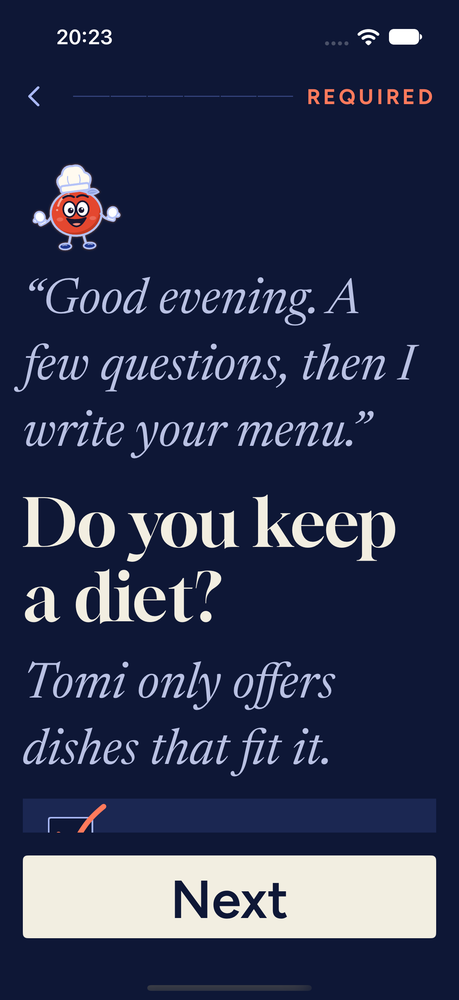 20:23
REQUIRED
“Good evening. A
few questions, then I
write your menu.”
Do you keep
a diet?
Tomi only offers
dishes that fit it.
Next